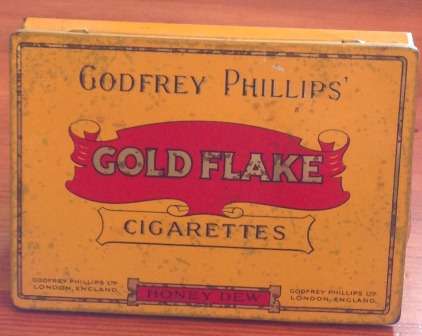 GODFREY PHILLIPS'
GOLD FLAKE
CIGARETTES
GODFREY PHILLIPS LTD
LONDON, ENGLAND.
HONEY DEW
GODFREY PHILLIPS LTD
LONDON, ENGLAND.